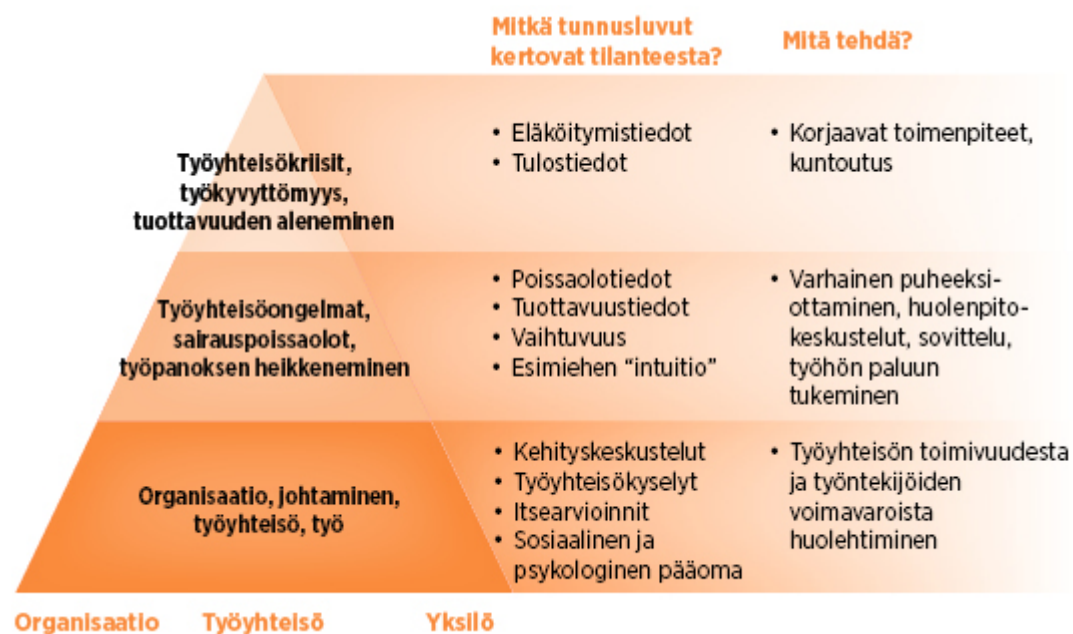 Mitkä tunnusluvut
kertovat tilanteesta?
Mitä tehdä?
Työyhteisökriisit,
työkyvyttömyys,
tuottavuuden aleneminen
• Eläköitymistiedot
• Tulostiedot
• Korjaavat toimenpiteet,
kuntoutus
Työyhteisöongelmat,
sairauspoissaolot,
työpanoksen heikkeneminen
• Poissaolotiedot
• Tuottavuustiedot
• Vaihtuvuus
• Esimiehen “intuitio”
• Varhainen puheeksi-
ottaminen, huolenpito-
keskustelut, sovittelu,
työhön paluun
tukeminen
Organisaatio, johtaminen,
työyhteisö, työ
• Kehityskeskustelut
• Työyhteisökyselyt
• Itsearvioinnit
• Sosiaalinen ja
psykologinen pääoma
• Työyhteisön toimivuudesta
ja työntekijöiden
voimavaroista
huolehtiminen
Organisaatio
Työyhteisö
Yksilö